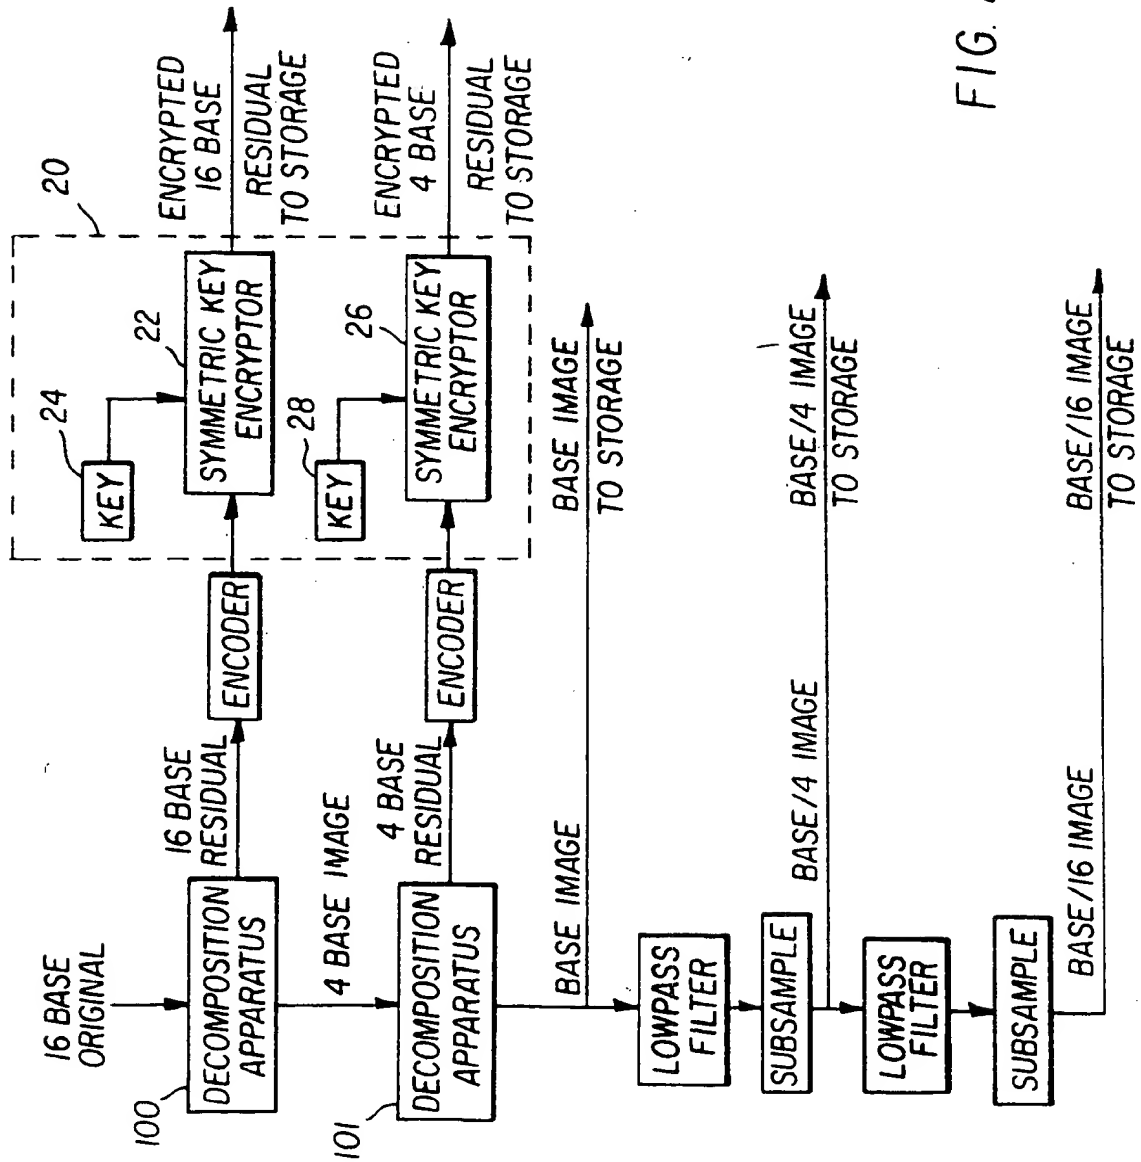 16 BASE
ORIGINAL
100
DECOMPOSITION
APPARATUS
16 BASE
RESIDUAL
ENCODER
20
24
KEY
22
SYMMETRIC KEY
ENCRYPTOR
ENCRYPTED
16 BASE
RESIDUAL
TO STORAGE
4 BASE IMAGE
101
DECOMPOSITION
APPARATUS
4 BASE
RESIDUAL
ENCODER
28
KEY
26
SYMMETRIC KEY
ENCRYPTOR
ENCRYPTED
4 BASE
RESIDUAL
TO STORAGE
BASE IMAGE
BASE IMAGE
TO STORAGE
LOWPASS
FILTER
SUBSAMPLE
BASE/4 IMAGE
BASE/4 IMAGE
TO STORAGE
LOWPASS
FILTER
SUBSAMPLE
BASE/16 IMAGE
BASE/16 IMAGE
TO STORAGE
FIG.